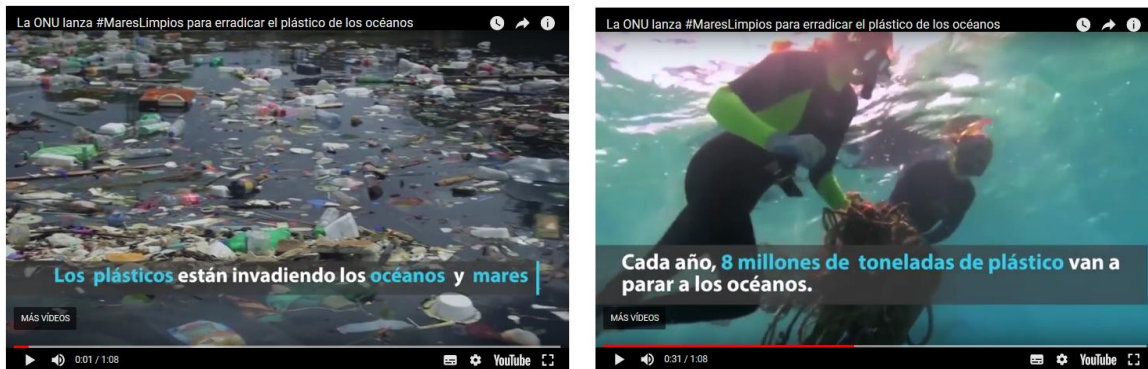 La ONU lanza #MaresLimpios para erradicar el plástico de los océanos
Los plásticos están invadiendo los océanos y mares
MÁS VÍDEOS
0:01 / 1:08
YouTube
La ONU lanza #MaresLimpios para erradicar el plástico de los océanos
Cada año, 8 millones de toneladas de plástico van a
parar a los océanos.
MÁS VÍDEOS
0:31 / 1:08
YouTube